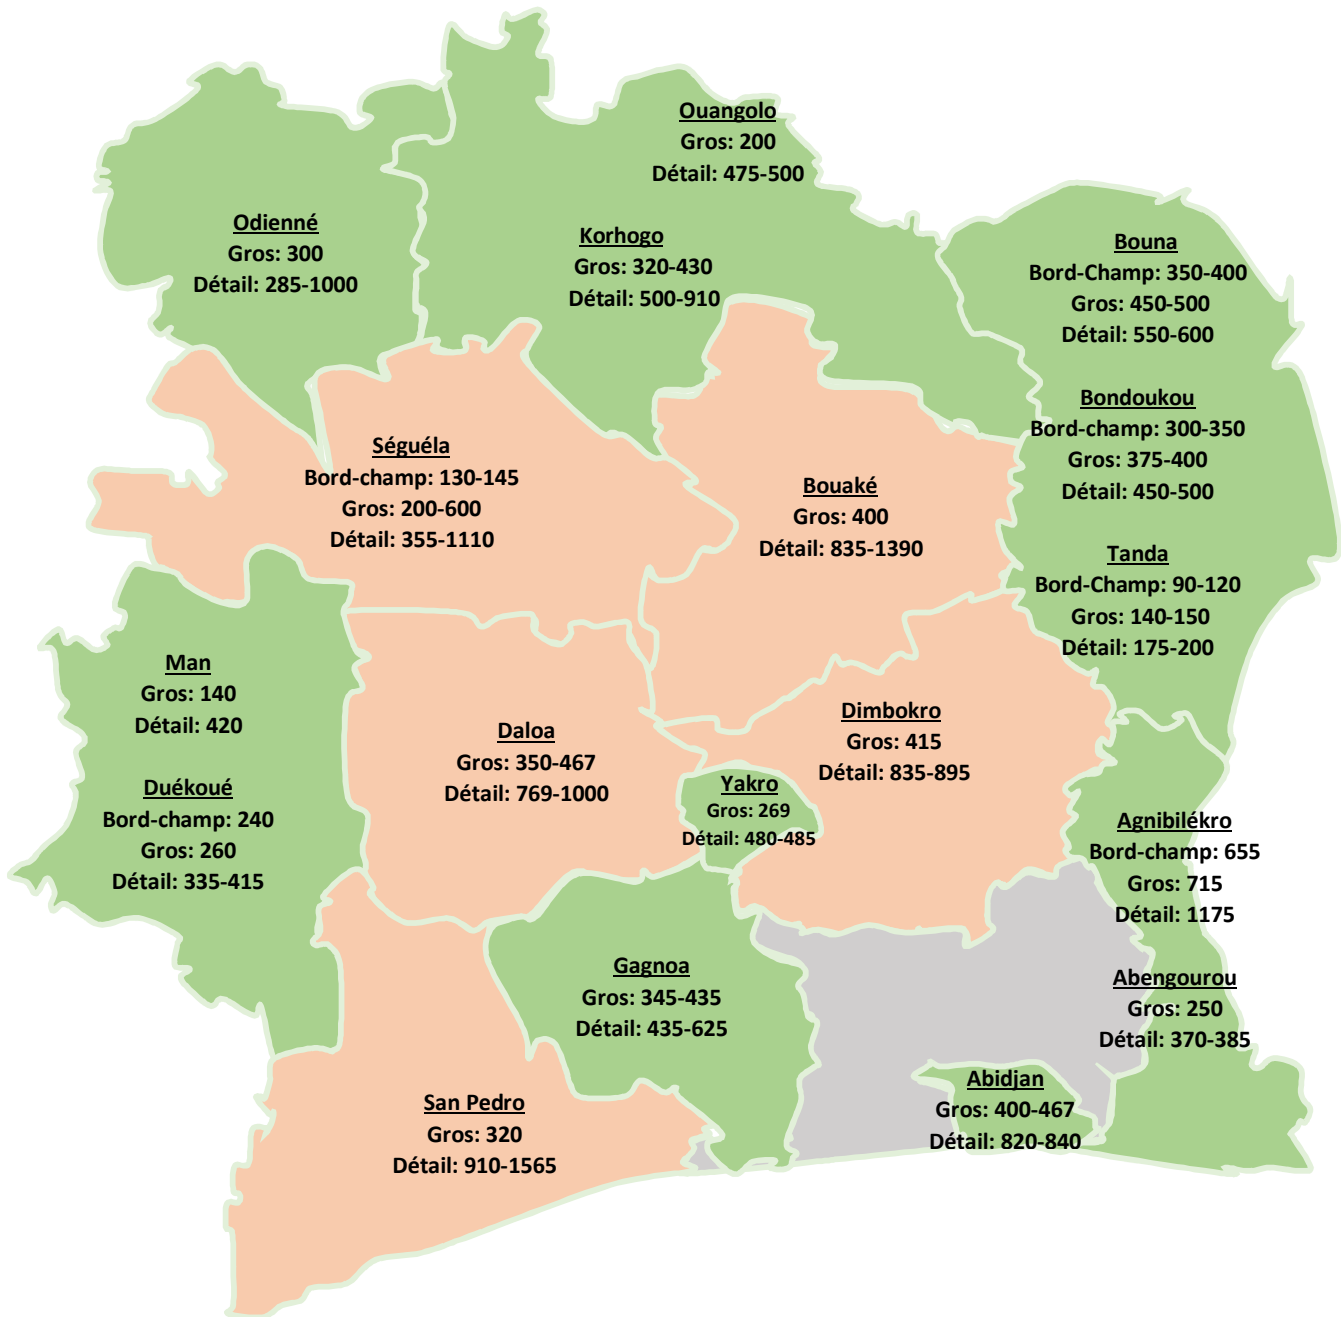 Ouangolo
Gros: 200
Détail: 475-500
Odienné
Gros: 300
Détail: 285-1000
Korhogo
Gros: 320-430
Détail: 500-910
Bouna
Bord-Champ: 350-400
Gros: 450-500
Détail: 550-600
Bondoukou
Bord-champ: 300-350
Gros: 375-400
Détail: 450-500
Séguéla
Bord-champ: 130-145
Gros: 200-600
Détail: 355-1110
Bouaké
Gros: 400
Détail: 835-1390
Tanda
Bord-Champ: 90-120
Gros: 140-150
Détail: 175-200
Man
Gros: 140
Détail: 420
Duékoué
Bord-champ: 240
Gros: 260
Détail: 335-415
Daloa
Gros: 350-467
Détail: 769-1000
Dimbokro
Gros: 415
Détail: 835-895
Yakro
Gros: 269
Détail: 480-485
Agnibilékro
Bord-champ: 655
Gros: 715
Détail: 1175
Gagnoa
Gros: 345-435
Détail: 435-625
Abengourou
Gros: 250
Détail: 370-385
San Pedro
Gros: 320
Détail: 910-1565
Abidjan
Gros: 400-467
Détail: 820-840